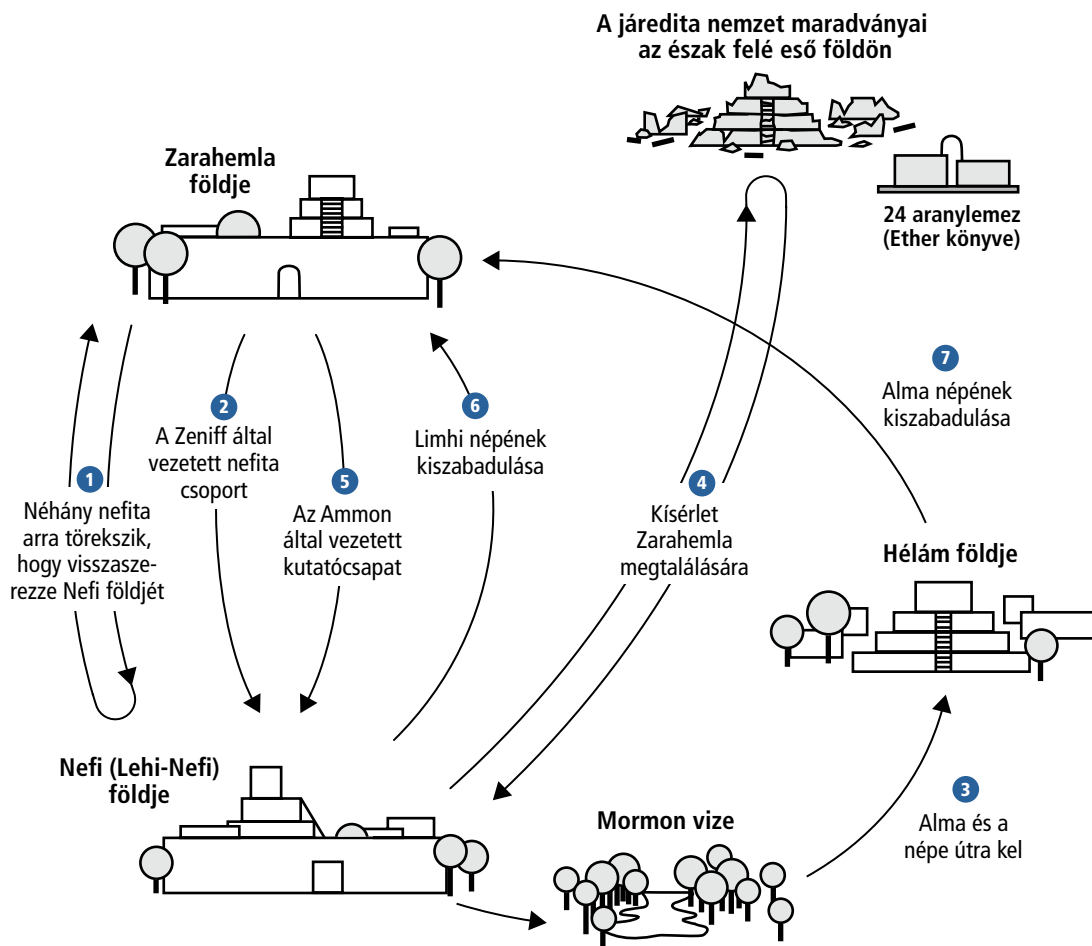 A járedita nemzet maradványai
az észak felé eső földön
Zarahemla
földje
24 aranylemez
(Ether könyve)
7
Alma népének
kiszabadulása
2
A Zeniff által
vezetett nefita
csoport
6
Limhi népének
kiszabadulása
1
Néhány nefita
arra törekszik,
hogy visszasze-
rezze Nefi földjét
5
Az Ammon
által vezetett
kutatócsapat
4
Kísérlet
Zarahemla
megtalálására
Hélám földje
Nefi (Lehi-Nefi)
földje
Mormon vize
3
Alma és a
népe útra kel